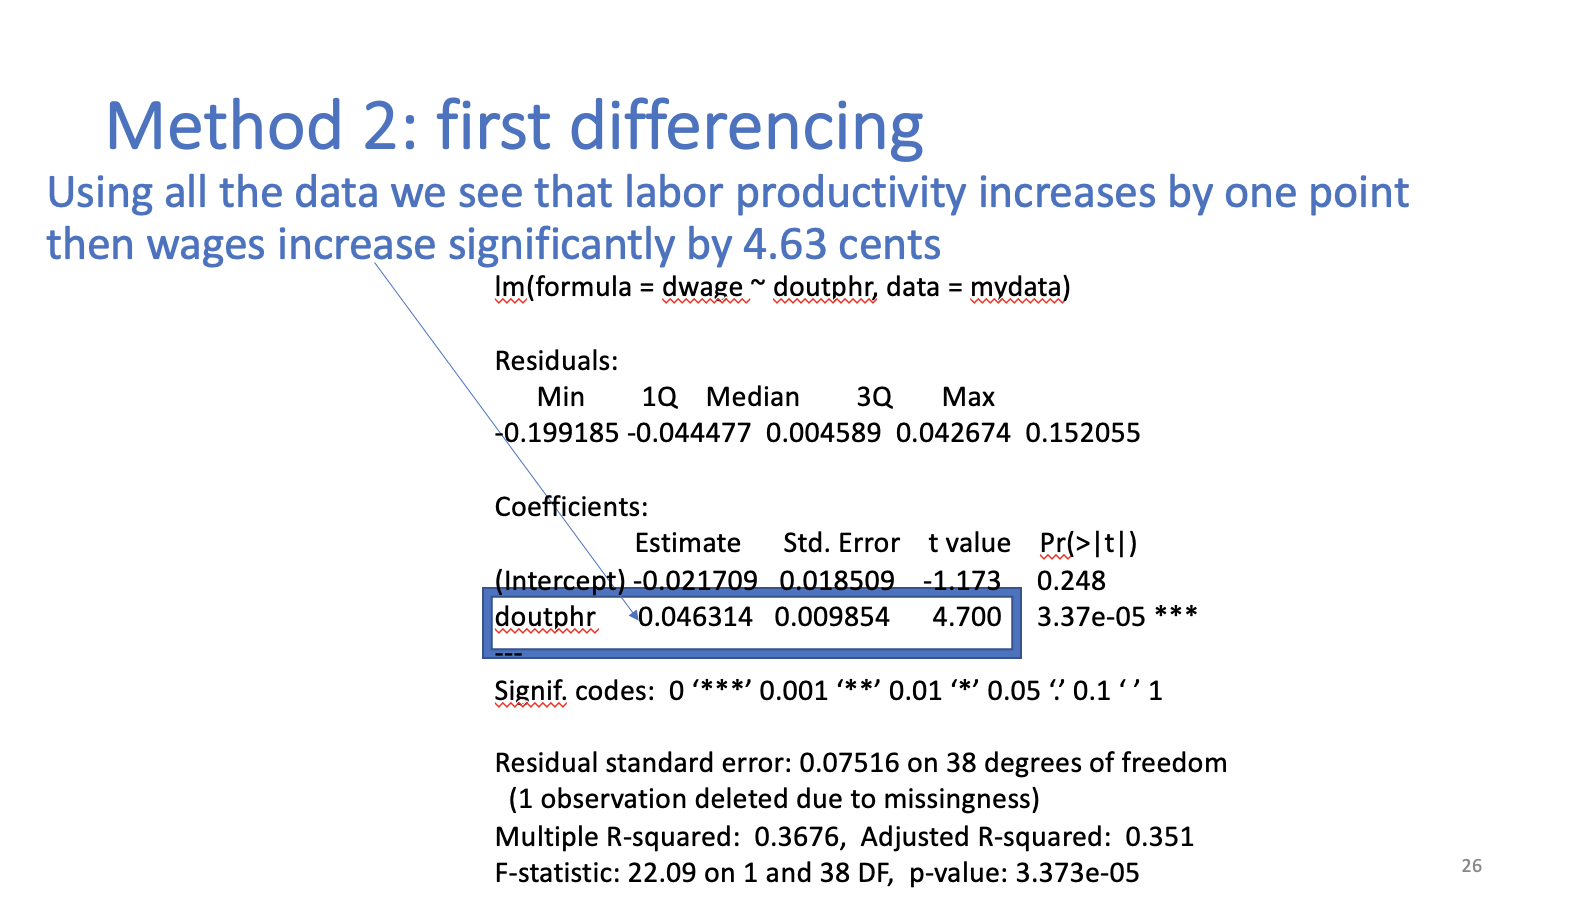 Method 2: first differencing
Using all the data we see that labor productivity increases by one point
then wages increase significantly by 4.63 cents
lm(formula = dwage ~ doutphr, data = mydata)
Residuals:
Min 1Q Median 3Q Max
-0.199185 -0.044477 0.004589 0.042674 0.152055
Coefficients:
Estimate Std. Error t value Pr(>|t|)
(Intercept) -0.021709 0.018509 -1.173 0.248
doutphr 0.046314 0.009854 4.700 3.37e-05 ***
---
Signif. codes: 0 ‘***’ 0.001 ‘**’ 0.01 ‘*’ 0.05 ‘.’ 0.1 ‘ ’ 1
Residual standard error: 0.07516 on 38 degrees of freedom
(1 observation deleted due to missingness)
Multiple R-squared: 0.3676, Adjusted R-squared: 0.351
F-statistic: 22.09 on 1 and 38 DF, p-value: 3.373e-05
26